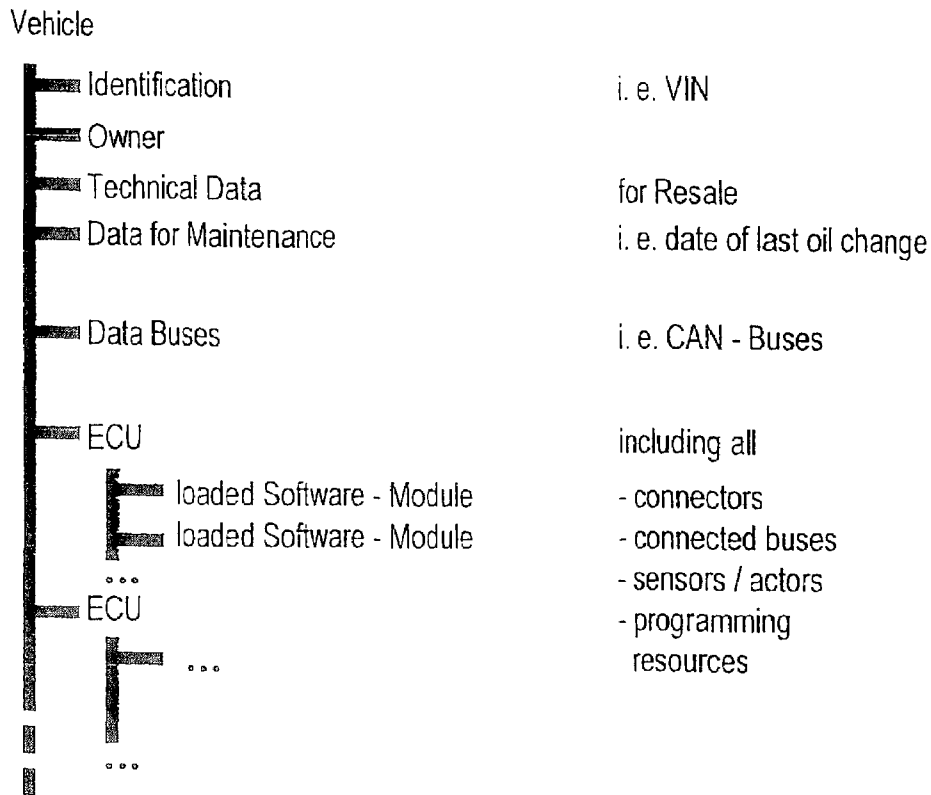 Vehicle
Identification i. e. VIN
Owner
Technical Data for Resale
Data for Maintenance i. e. date of last oil change
Data Buses i. e. CAN - Buses
ECU including all
loaded Software - Module - connectors
loaded Software - Module - connected buses
... - sensors / actors
ECU - programming
... resources
...